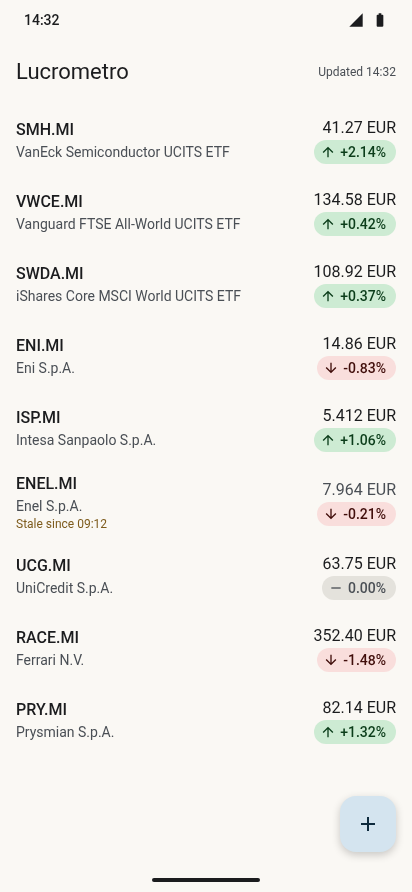 14:32
Lucrometro
Updated 14:32
SMH.MI
41.27 EUR
VanEck Semiconductor UCITS ETF
+2.14%
VWCE.MI
134.58 EUR
Vanguard FTSE All-World UCITS ETF
+0.42%
SWDA.MI
108.92 EUR
iShares Core MSCI World UCITS ETF
+0.37%
ENI.MI
14.86 EUR
Eni S.p.A.
-0.83%
ISP.MI
5.412 EUR
Intesa Sanpaolo S.p.A.
+1.06%
ENEL.MI
7.964 EUR
Enel S.p.A.
-0.21%
Stale since 09:12
UCG.MI
63.75 EUR
UniCredit S.p.A.
0.00%
RACE.MI
352.40 EUR
Ferrari N.V.
-1.48%
PRY.MI
82.14 EUR
Prysmian S.p.A.
+1.32%